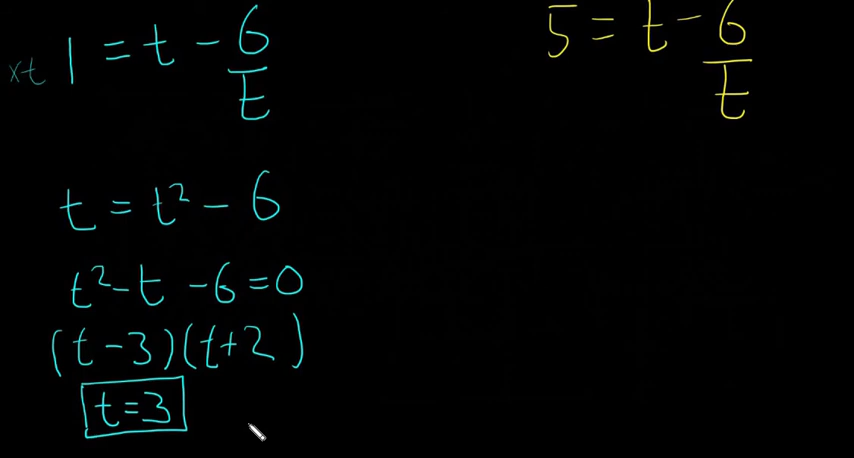 xt 1 = t - 6/t
5 = t - 6/t
t = t² - 6
t² - t - 6 = 0
(t - 3)(t + 2)
t = 3